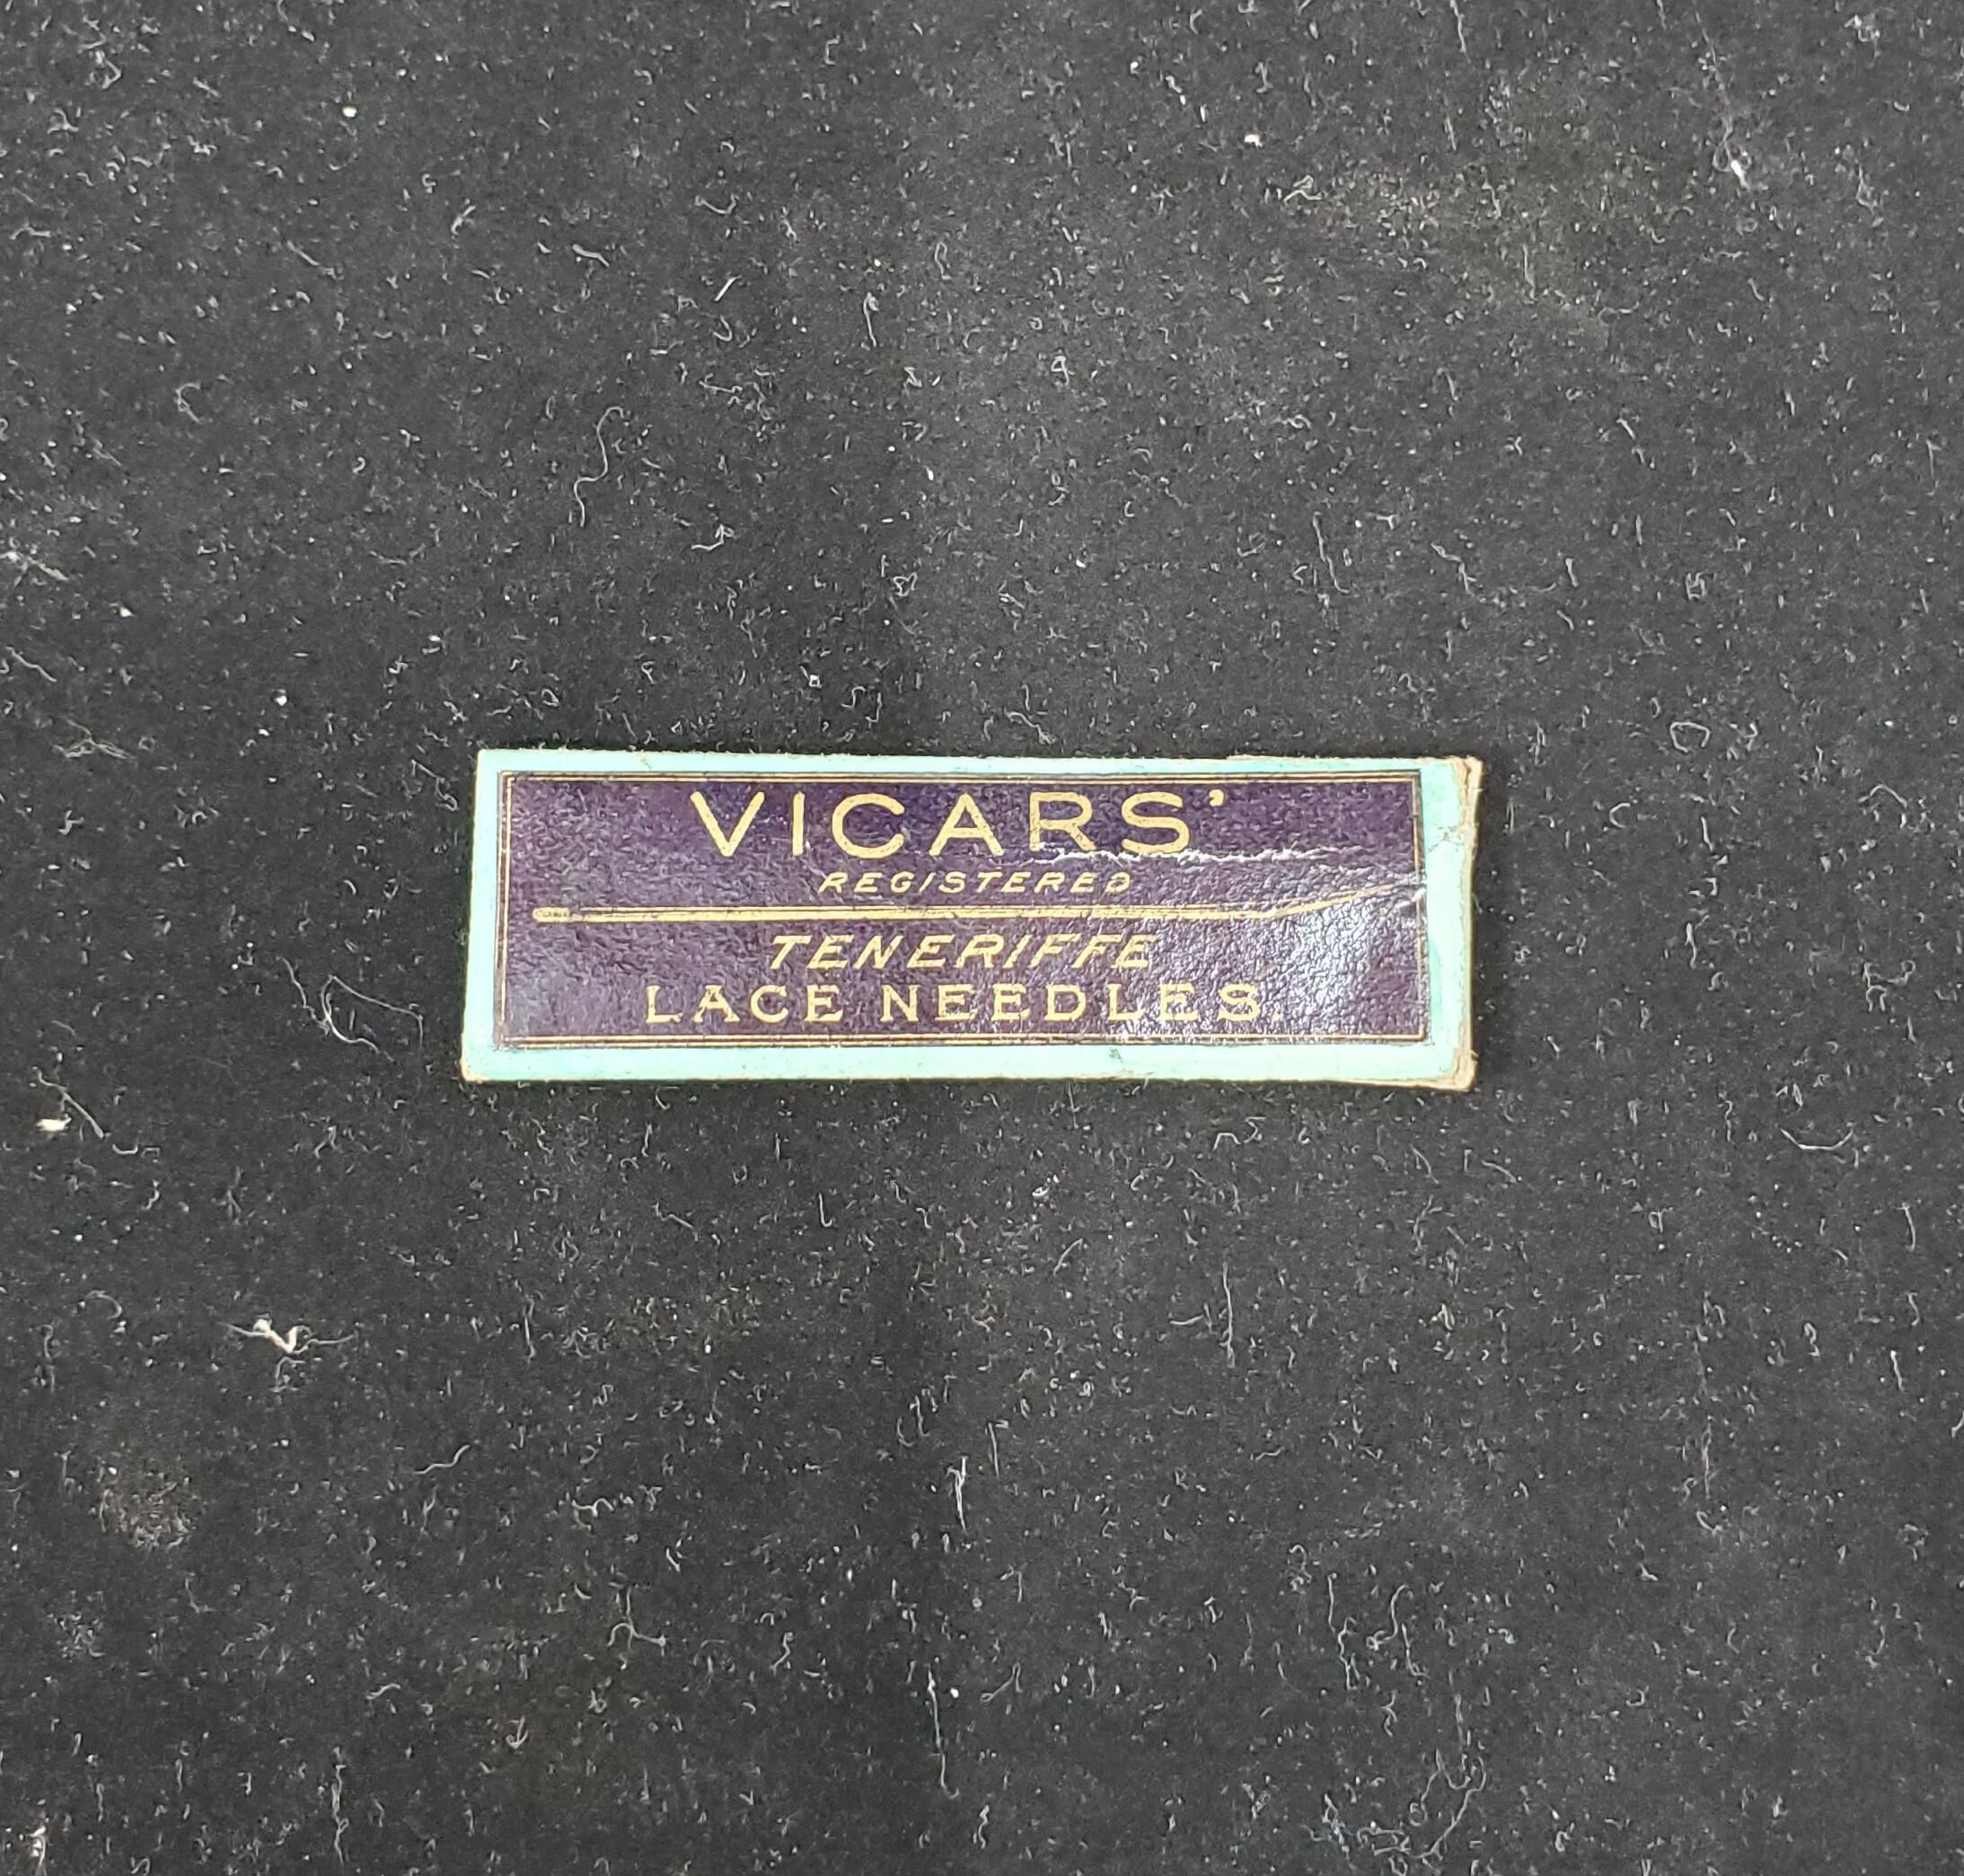 VICARS'
REGISTERED
TENERIFFE
LACE NEEDLES.